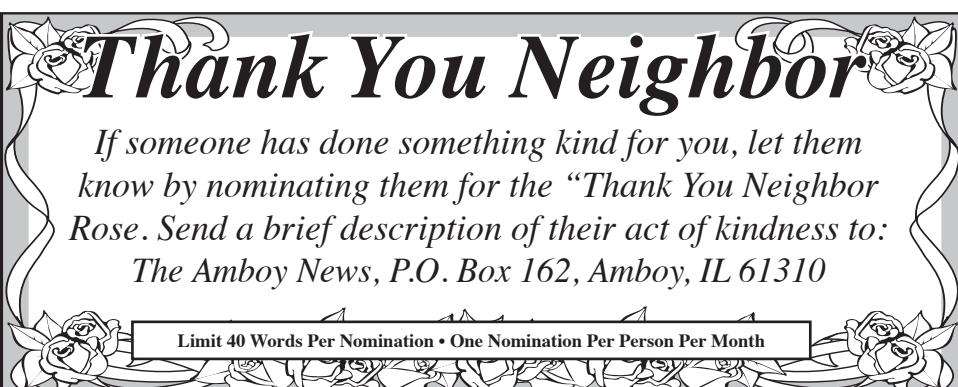 Thank You Neighbor
If someone has done something kind for you, let them
know by nominating them for the “Thank You Neighbor
Rose. Send a brief description of their act of kindness to:
The Amboy News, P.O. Box 162, Amboy, IL 61310
Limit 40 Words Per Nomination • One Nomination Per Person Per Month